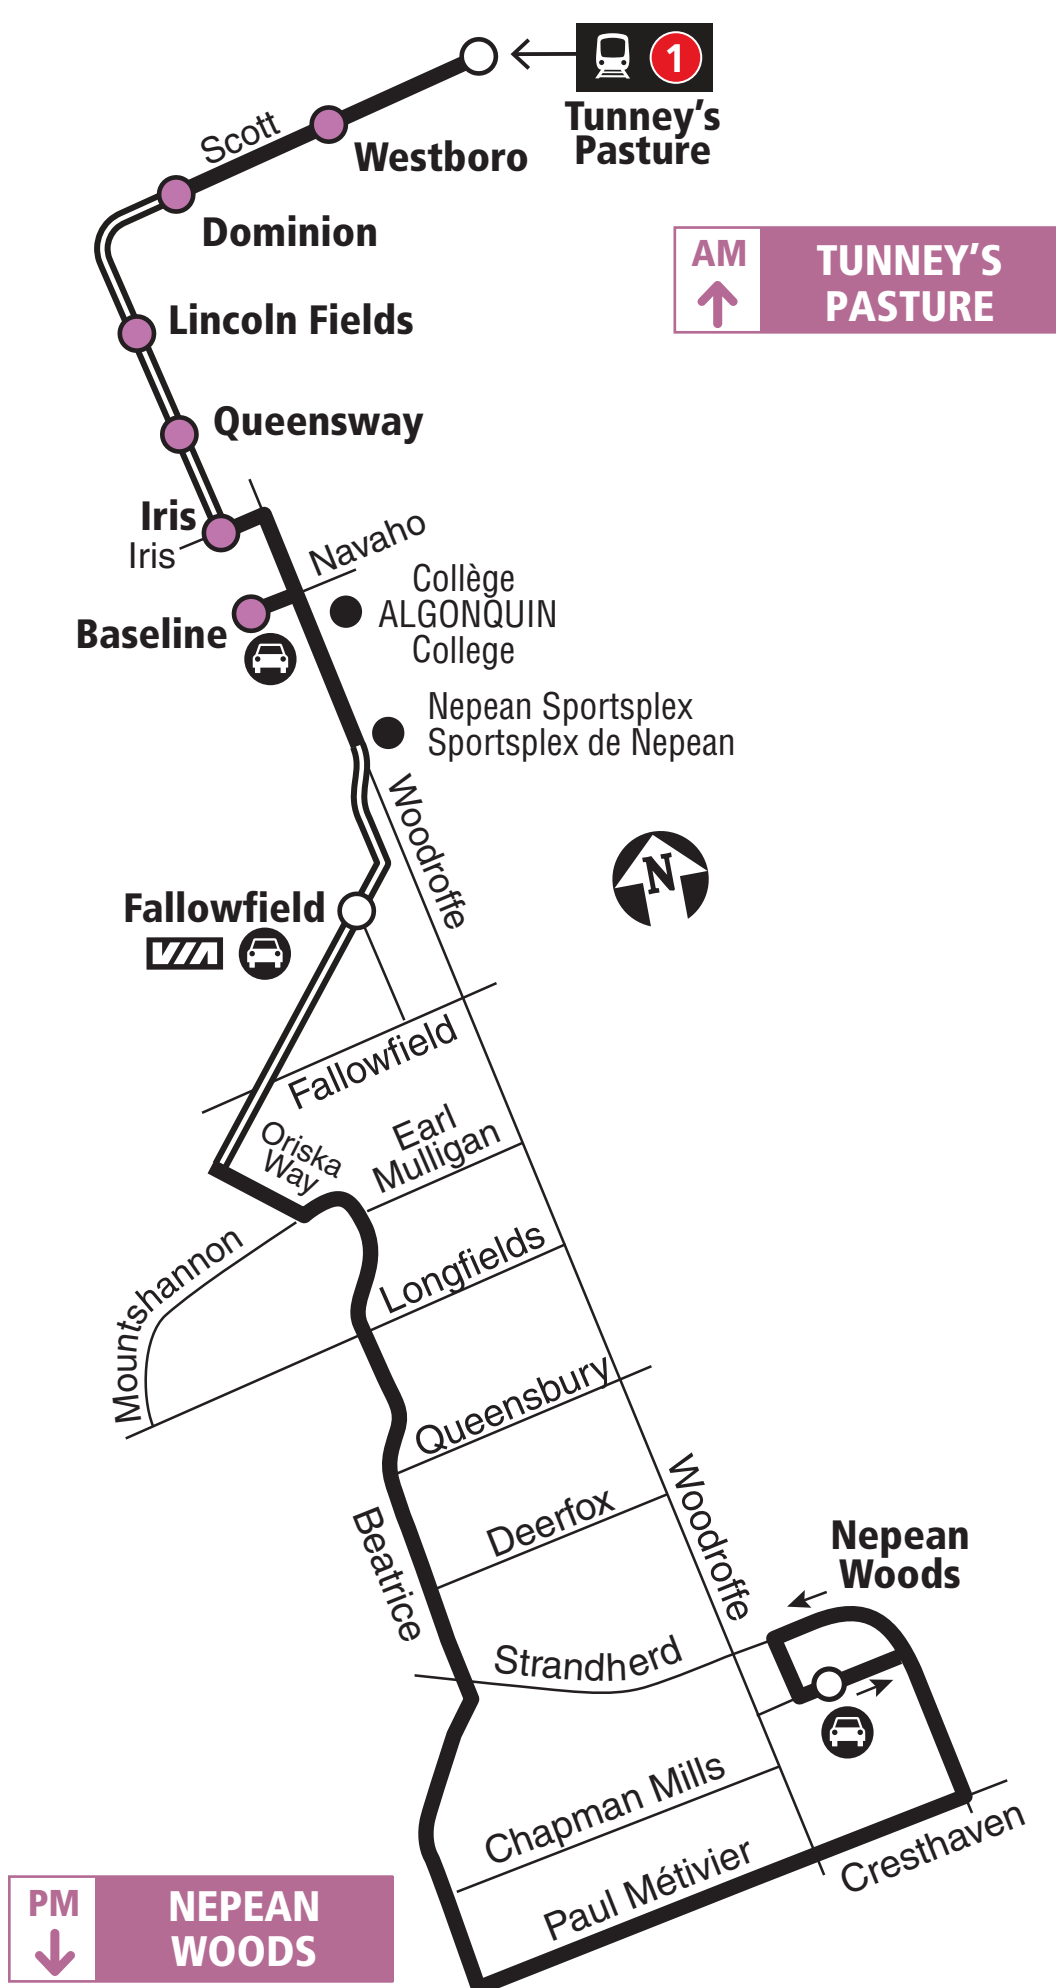 1
Tunney's
Pasture
Scott
Westboro
Dominion
AM
TUNNEY'S
PASTURE
Lincoln Fields
Queensway
Iris
Iris
Navaho
Collège
ALGONQUIN
College
Baseline
Nepean Sportsplex
Sportsplex de Nepean
Woodroffe
N
Fallowfield
VIA
Fallowfield
Oriska
Way
Earl
Mulligan
Mountshannon
Longfields
Queensbury
Beatrice
Deerfox
Woodroffe
Nepean
Woods
Strandherd
Chapman Mills
Paul Métivier
Cresthaven
PM
NEPEAN
WOODS